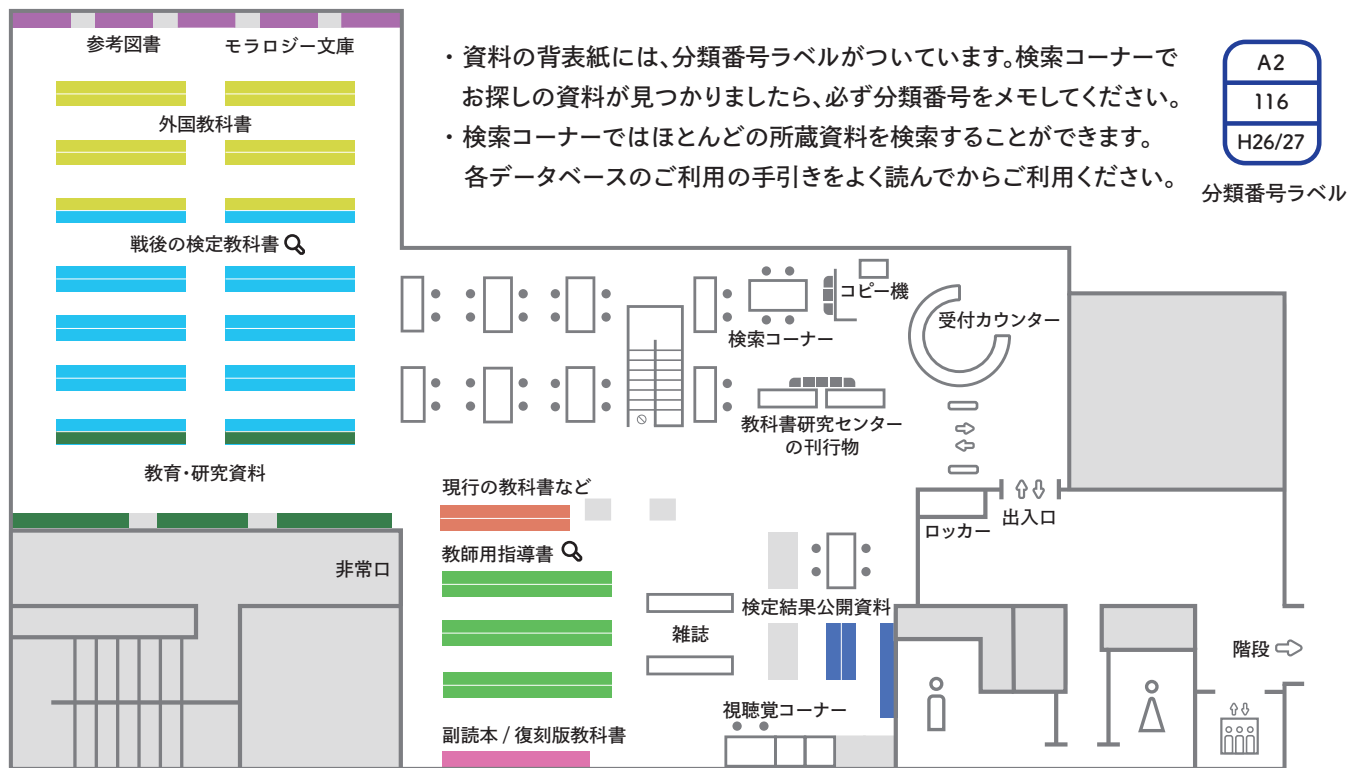 参考図書
モラロジー文庫
・資料の背表紙には、分類番号ラベルがついています。検索コーナーで
お探しの資料が見つかりましたら、必ず分類番号をメモしてください。
・検索コーナーではほとんどの所蔵資料を検索することができます。
各データベースのご利用の手引きをよく読んでからご利用ください。
A2
116
H26/27
分類番号ラベル
外国教科書
戦後の検定教科書
教育・研究資料
コピー機
検索コーナー
受付カウンター
教科書研究センター
の刊行物
現行の教科書など
教師用指導書
ロッカー
出入口
非常口
検定結果公開資料
雑誌
階段
視聴覚コーナー
副読本 / 復刻版教科書